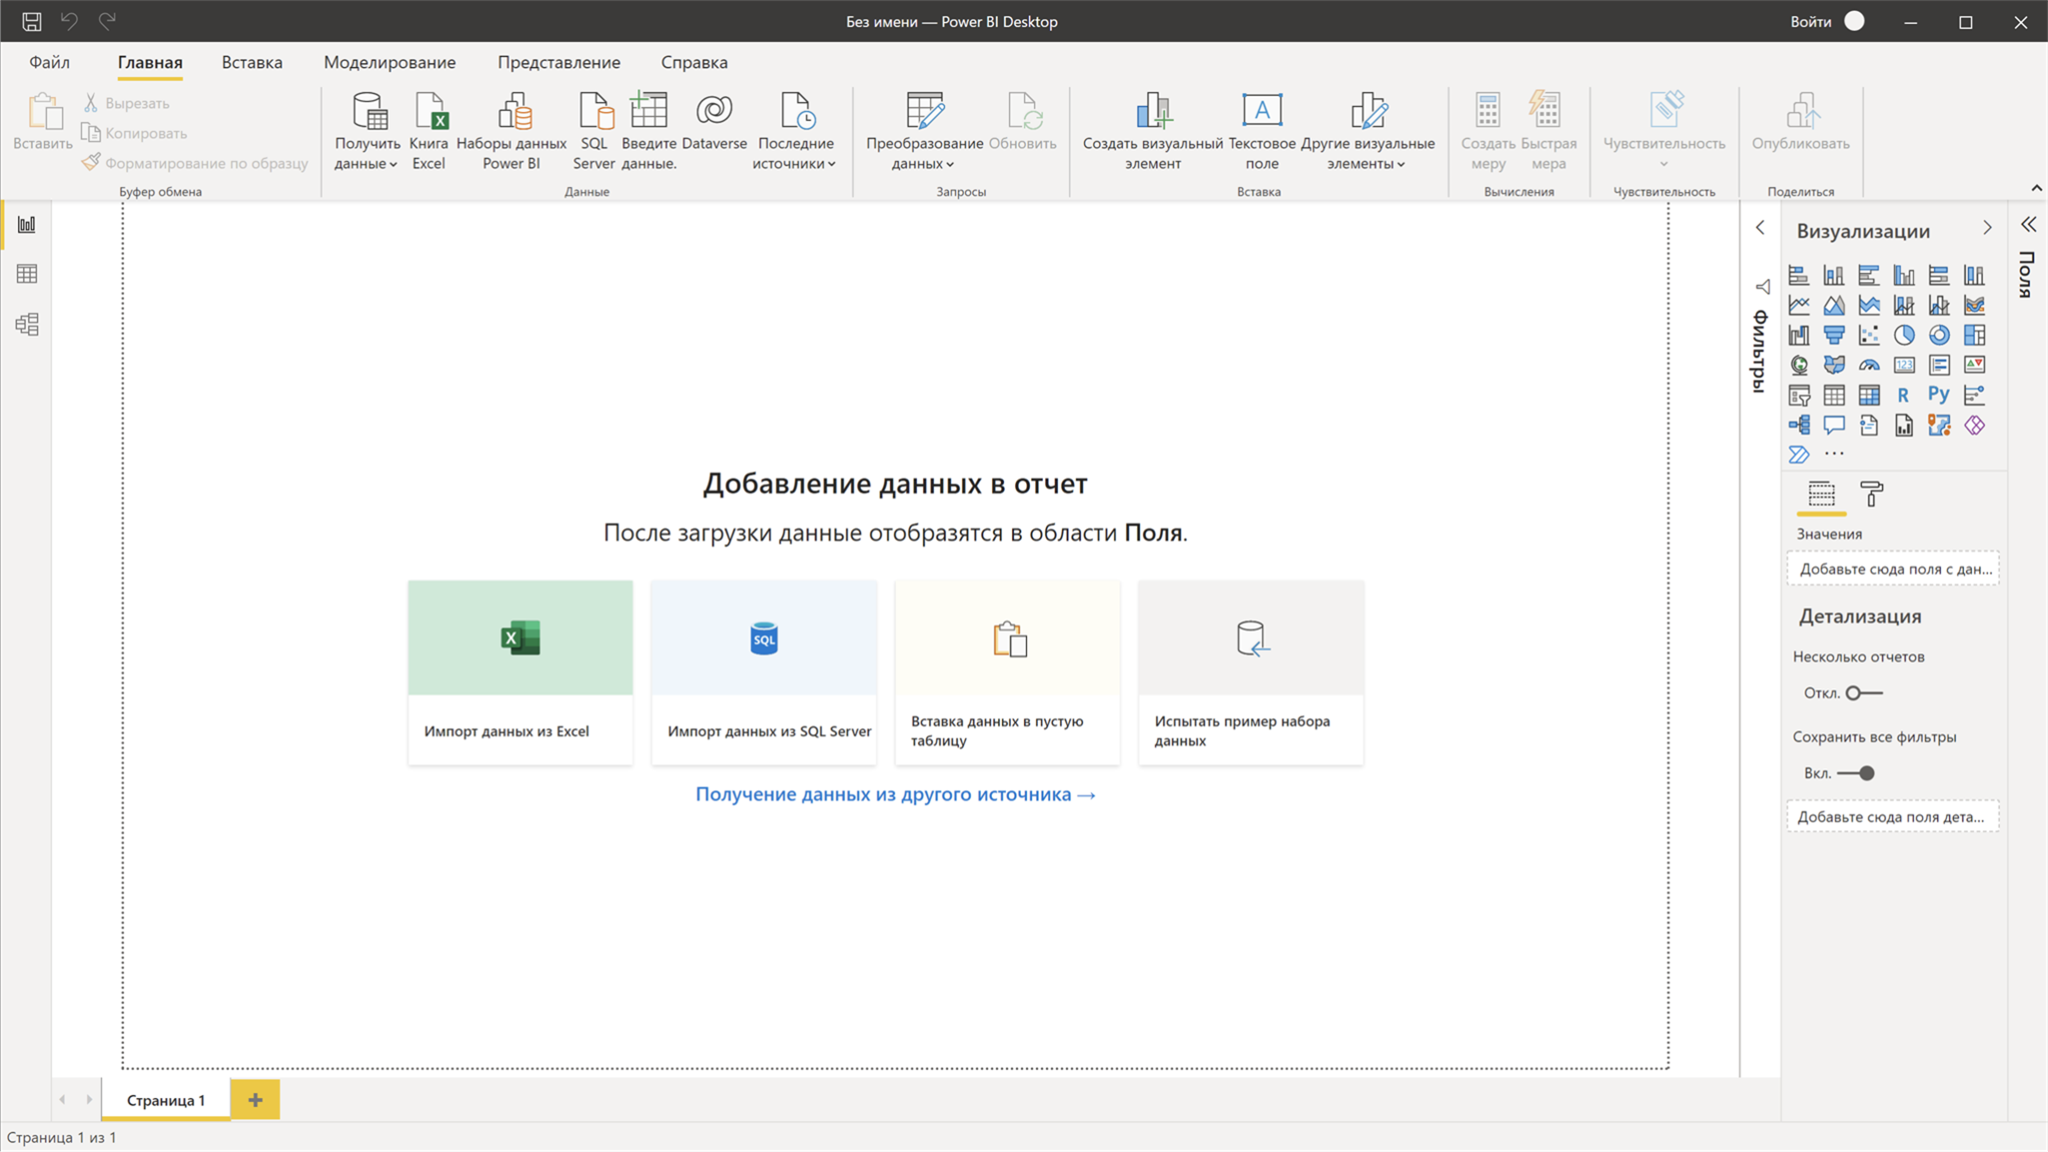 Без имени — Power BI Desktop
Войти
Файл
Главная
Вставка
Моделирование
Представление
Справка
Вставить
Вырезать
Копировать
Форматирование по образцу
Буфер обмена
Получить
данные
Книга
Excel
Наборы данных
Power BI
SQL
Server
Введите
данные.
Dataverse
Последние
источники
Данные
Преобразование
данных
Обновить
Запросы
Создать визуальный
элемент
Текстовое
поле
Другие визуальные
элементы
Вставка
Создать
меру
Быстрая
мера
Вычисления
Чувствительность
Чувствительность
Опубликовать
Поделиться
Добавление данных в отчет
После загрузки данные отобразятся в области Поля.
SQL
Импорт данных из Excel
Импорт данных из SQL Server
Вставка данных в пустую
таблицу
Испытать пример набора
данных
Получение данных из другого источника →
Фильтры
Визуализации
123
R
Py
Значения
Добавьте сюда поля с дан...
Детализация
Несколько отчетов
Откл.
Сохранить все фильтры
Вкл.
Добавьте сюда поля дета...
Поля
Страница 1
Страница 1 из 1